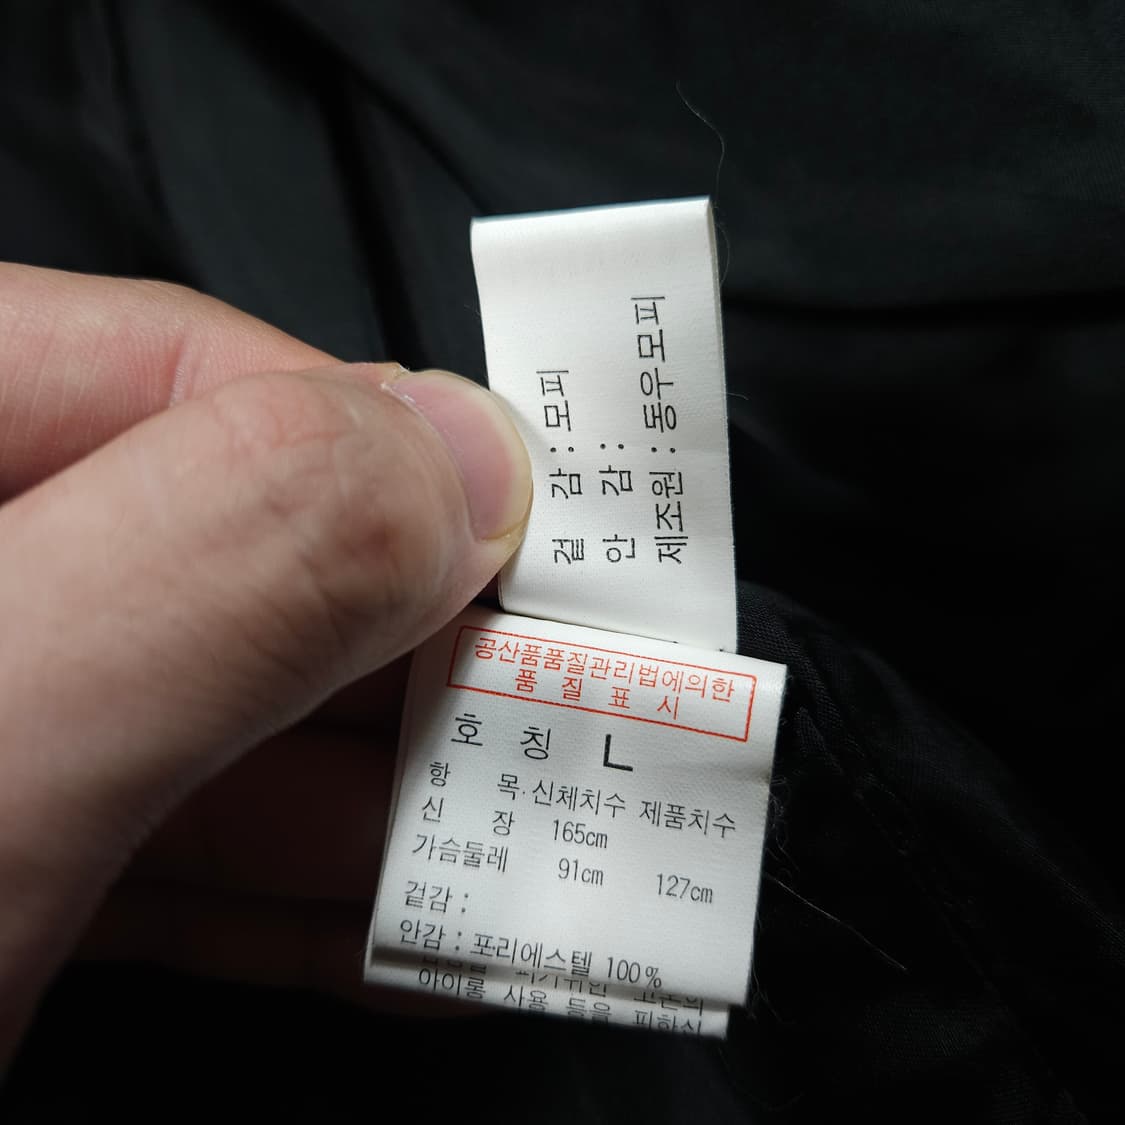 겉 감 : 모피
안 감 :
제조원 : 동우모피
공산품품질관리법에의한
품 질 표 시
호 칭 L
항 목. 신체치수 제품치수
신 장 165cm
가슴둘레 91cm 127cm
겉감 :
안감 : 포리에스텔 100%
아이롱 사용 등을 피하십